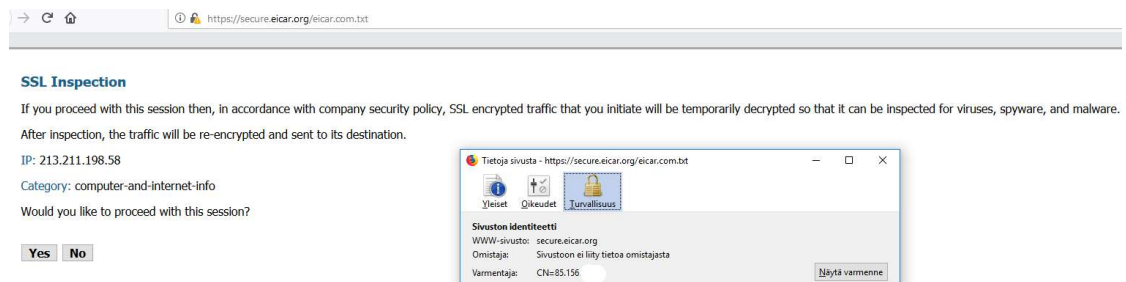 https://secure.eicar.org/eicar.com.txt
SSL Inspection
If you proceed with this session then, in accordance with company security policy, SSL encrypted traffic that you initiate will be temporarily decrypted so that it can be inspected for viruses, spyware, and malware.
After inspection, the traffic will be re-encrypted and sent to its destination.
IP: 213.211.198.58
Category: computer-and-internet-info
Would you like to proceed with this session?
Yes No
Tietoja sivusta - https://secure.eicar.org/eicar.com.txt
Yleiset Oikeudet Turvallisuus
Sivuston identiteetti
WWW-sivusto: secure.eicar.org
Omistaja: Sivustoon ei liity tietoa omistajasta
Varmentaja: CN=85.156
Näytä varmenne